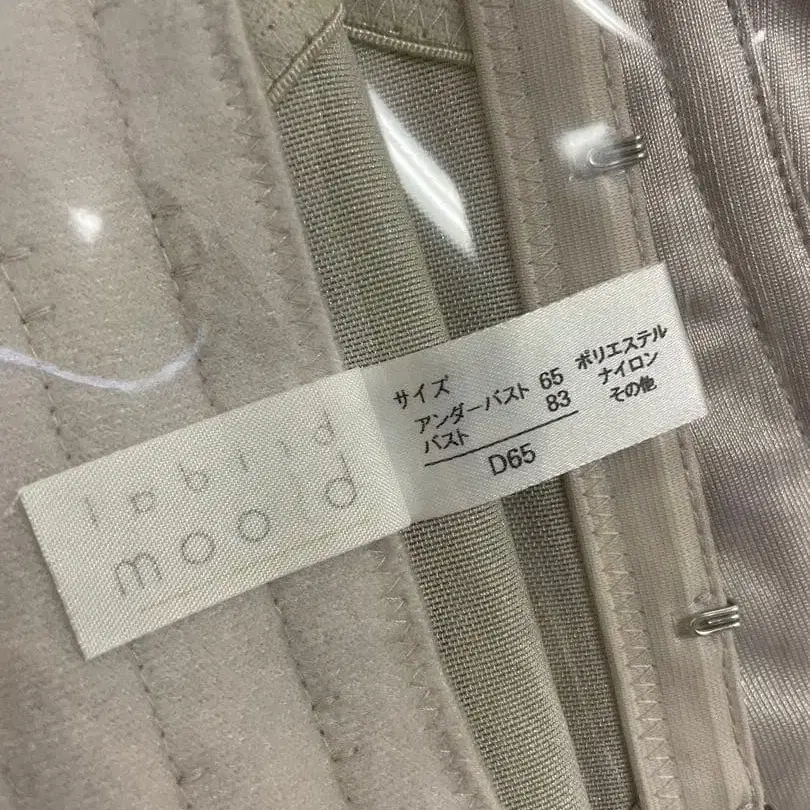 mood
サイズ
アンダーバスト 65
バスト 83
D65
ポリエステル
ナイロン
その他